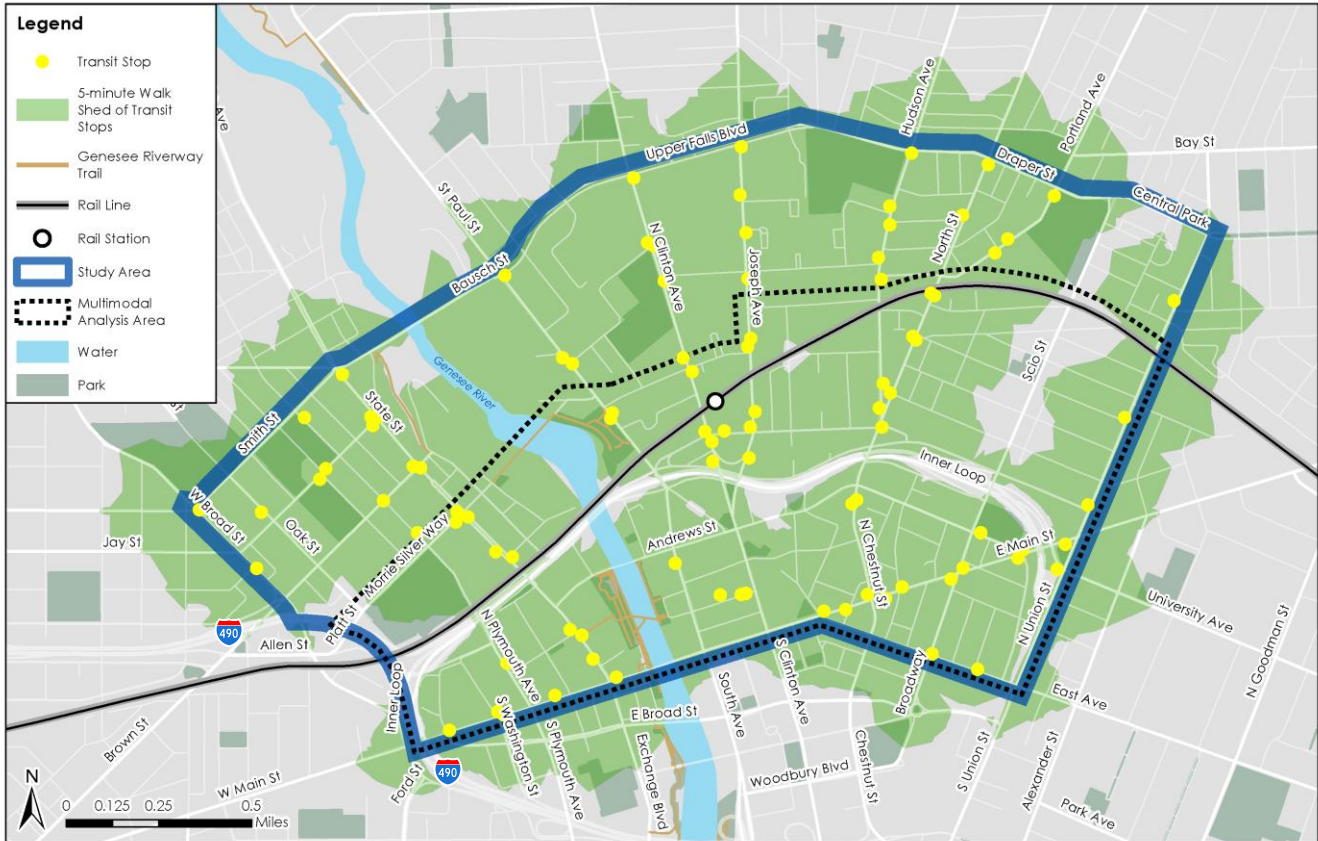 Legend
Transit Stop
5-minute Walk
Shed of Transit
Stops
Genesee Riverway
Trail
Rail Line
Rail Station
Study Area
Multimodal
Analysis Area
Water
Park
Ave
St
Upper Falls Blvd
Hudson Ave
Portland Ave
Bay St
Draper St
Central Park
St Paul St
N Clinton Ave
Joseph Ave
North St
Bausch St
Scio St
Genesee River
State St
Smith St
W Broad St
Oak St
Jay St
Morrie Silver Way
Platt St
Inner Loop
Andrews St
N Chestnut St
E Main St
N Union St
University Ave
N Goodman St
490
Allen St
Inner Loop
N Plymouth Ave
S Washington St
S Plymouth Ave
E Broad St
Exchange Blvd
South Ave
S Clinton Ave
Broadway
East Ave
Brown St
W Main St
Ford St
490
Woodbury Blvd
Chestnut St
S Union St
Alexander St
Park Ave
N
0 0.125 0.25 0.5
Miles